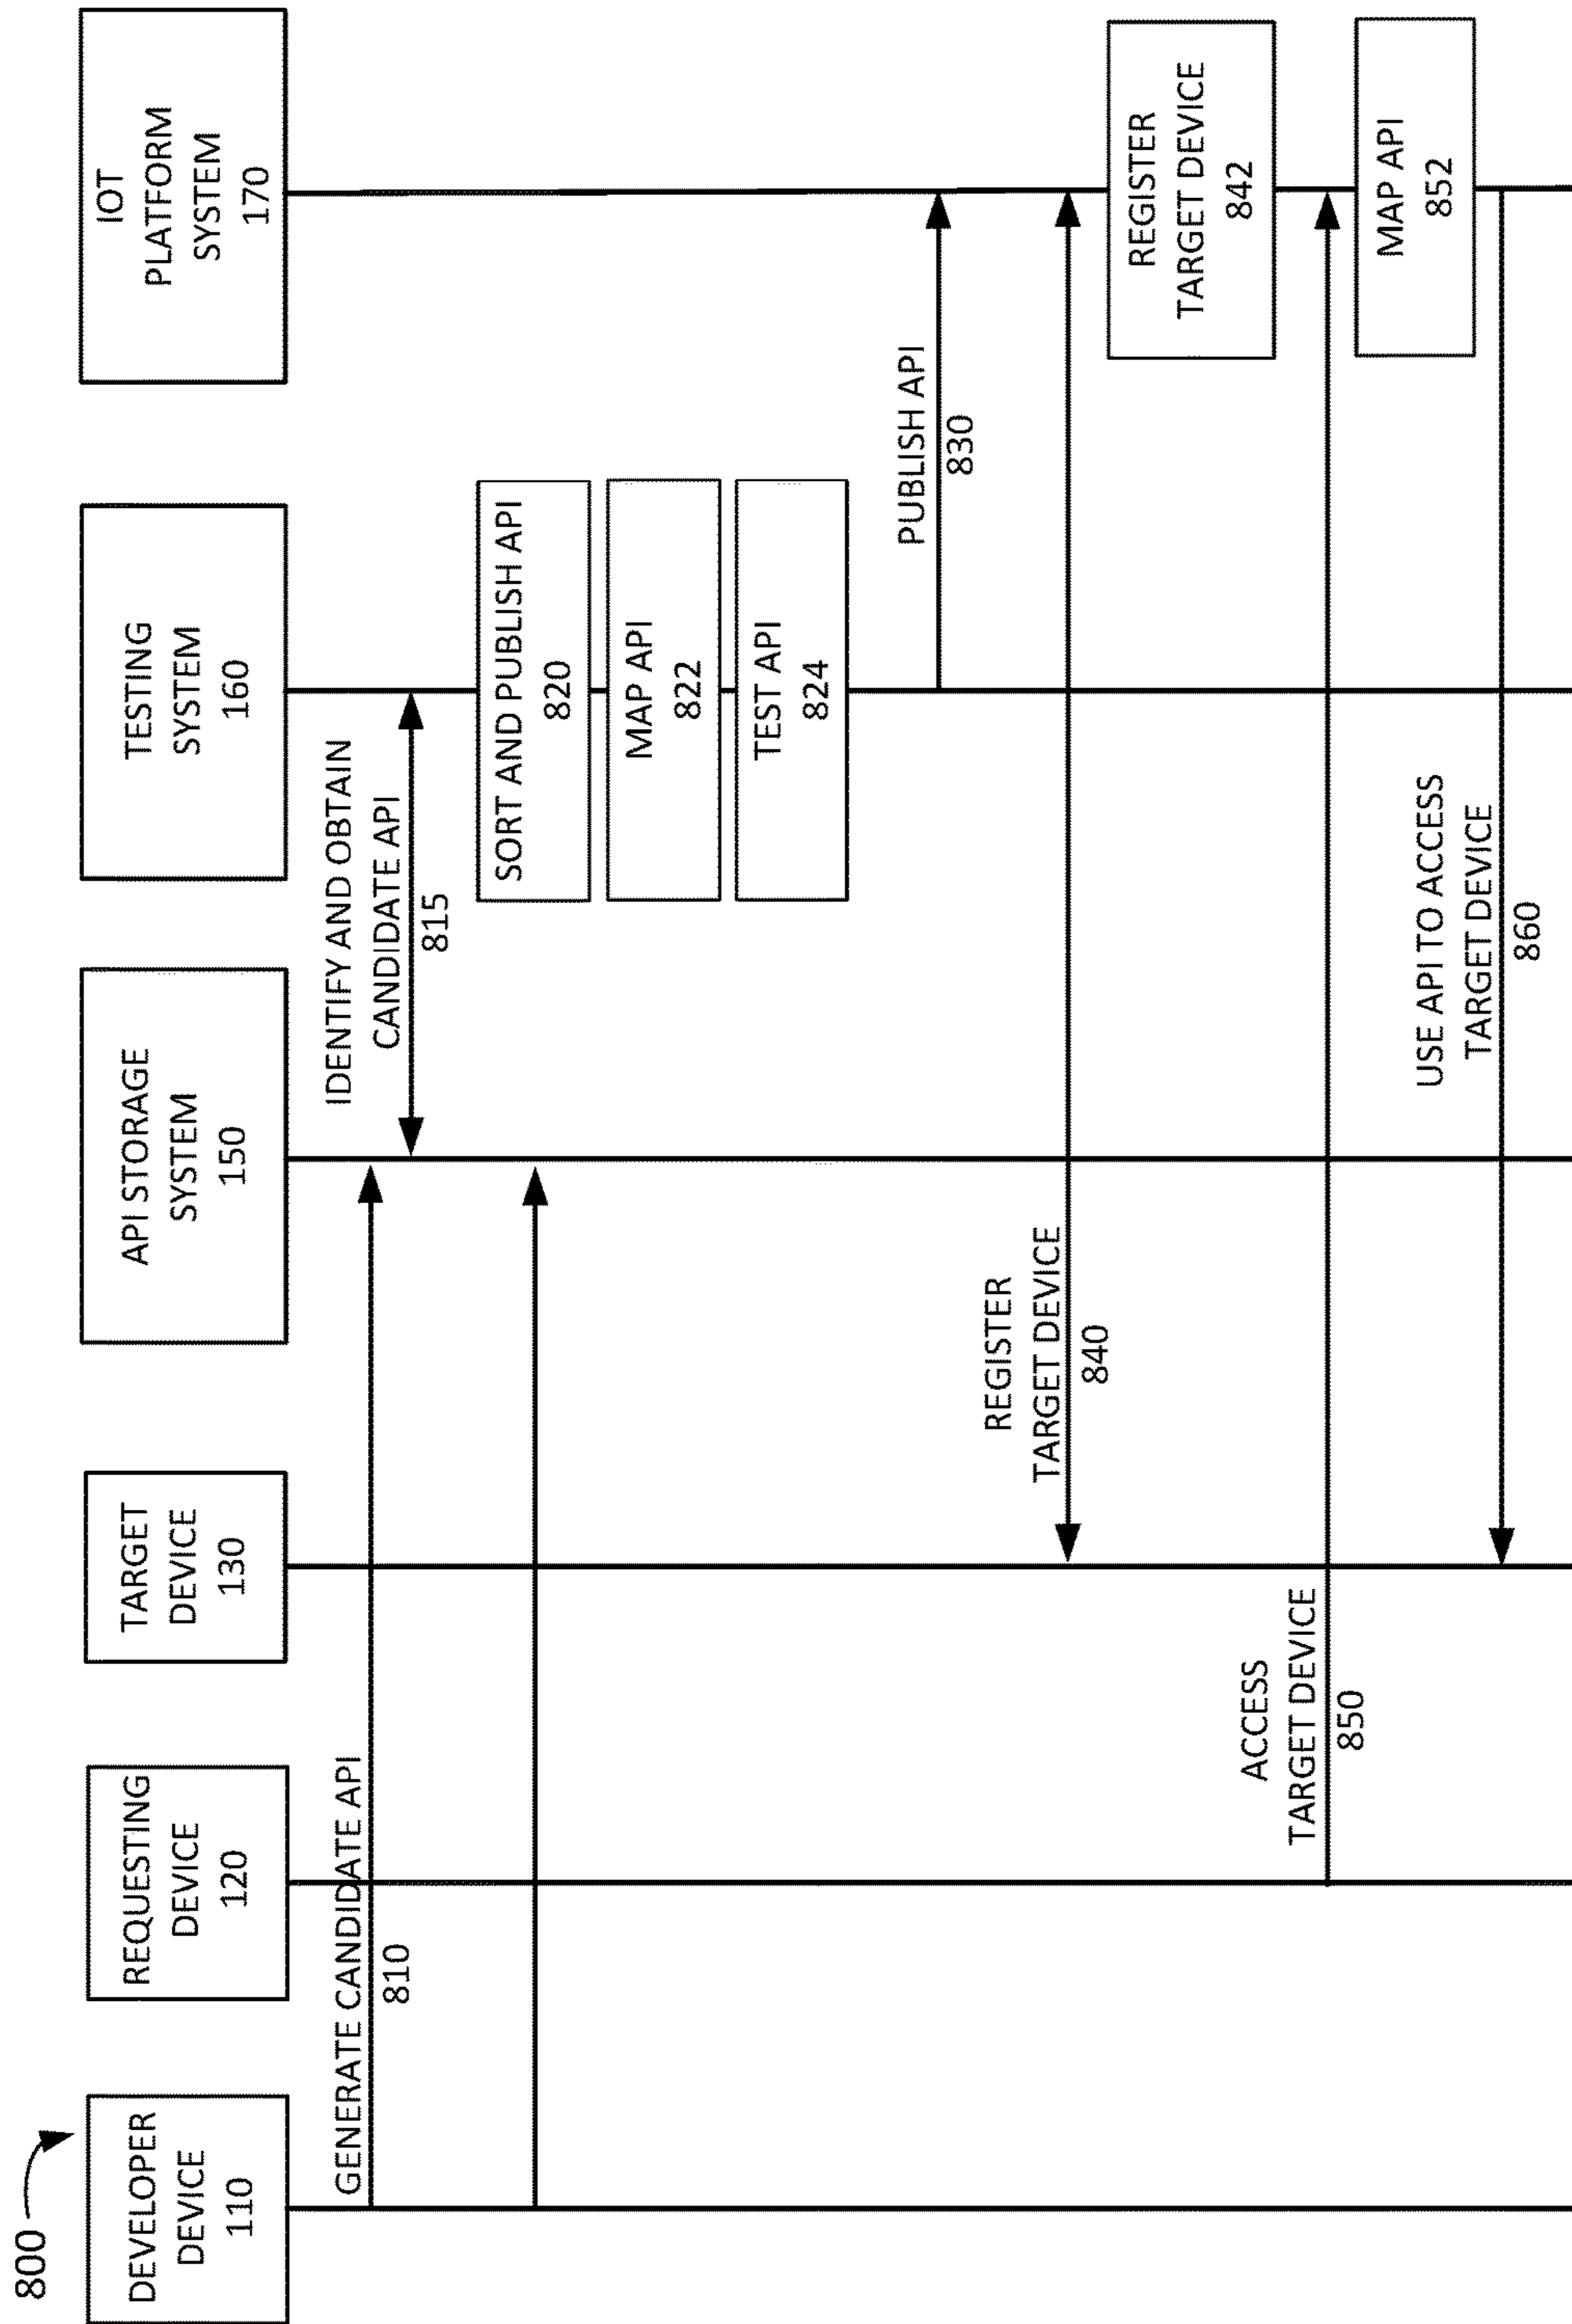 800
DEVELOPER
DEVICE
110
REQUESTING
DEVICE
120
TARGET
DEVICE
130
API STORAGE
SYSTEM
150
TESTING
SYSTEM
160
IOT
PLATFORM
SYSTEM
170
GENERATE CANDIDATE API
810
IDENTIFY AND OBTAIN
CANDIDATE API
815
SORT AND PUBLISH API
820
MAP API
822
TEST API
824
PUBLISH API
830
REGISTER
TARGET DEVICE
840
REGISTER
TARGET DEVICE
842
ACCESS
TARGET DEVICE
850
MAP API
852
USE API TO ACCESS
TARGET DEVICE
860